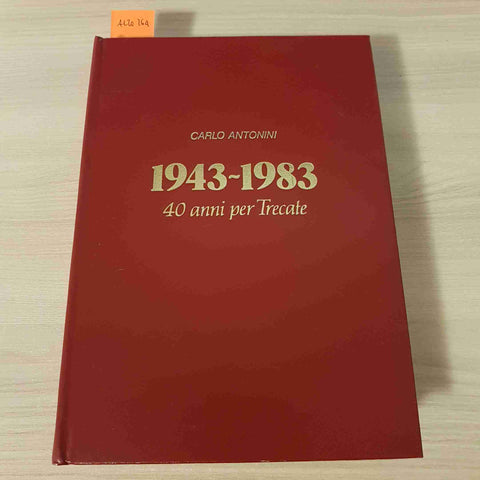 CARLO ANTONINI
1943-1983
40 anni per Trecate